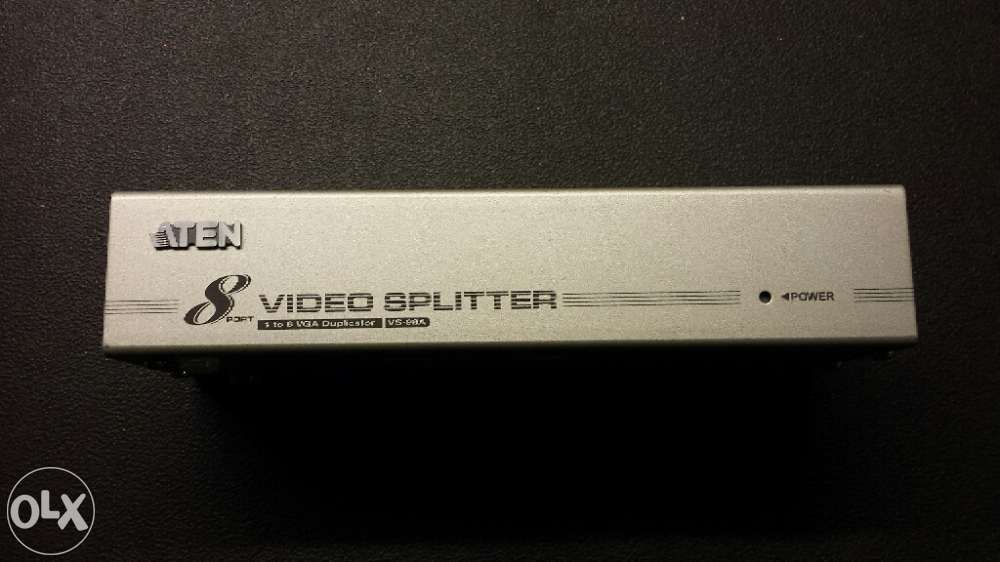 ATEN
8 PORT
VIDEO SPLITTER
1 to 8 VGA Duplicator VS-98A
◄POWER
OLX